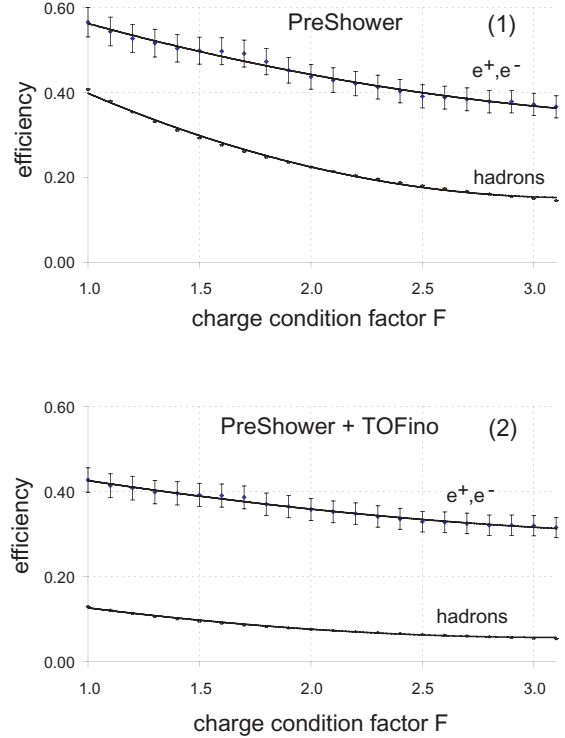 0.60
PreShower
(1)
e+,e-
0.40
efficiency
hadrons
0.20
0.00
1.0 1.5 2.0 2.5 3.0
charge condition factor F
0.60
PreShower + TOFino
(2)
e+,e-
0.40
efficiency
0.20
hadrons
0.00
1.0 1.5 2.0 2.5 3.0
charge condition factor F